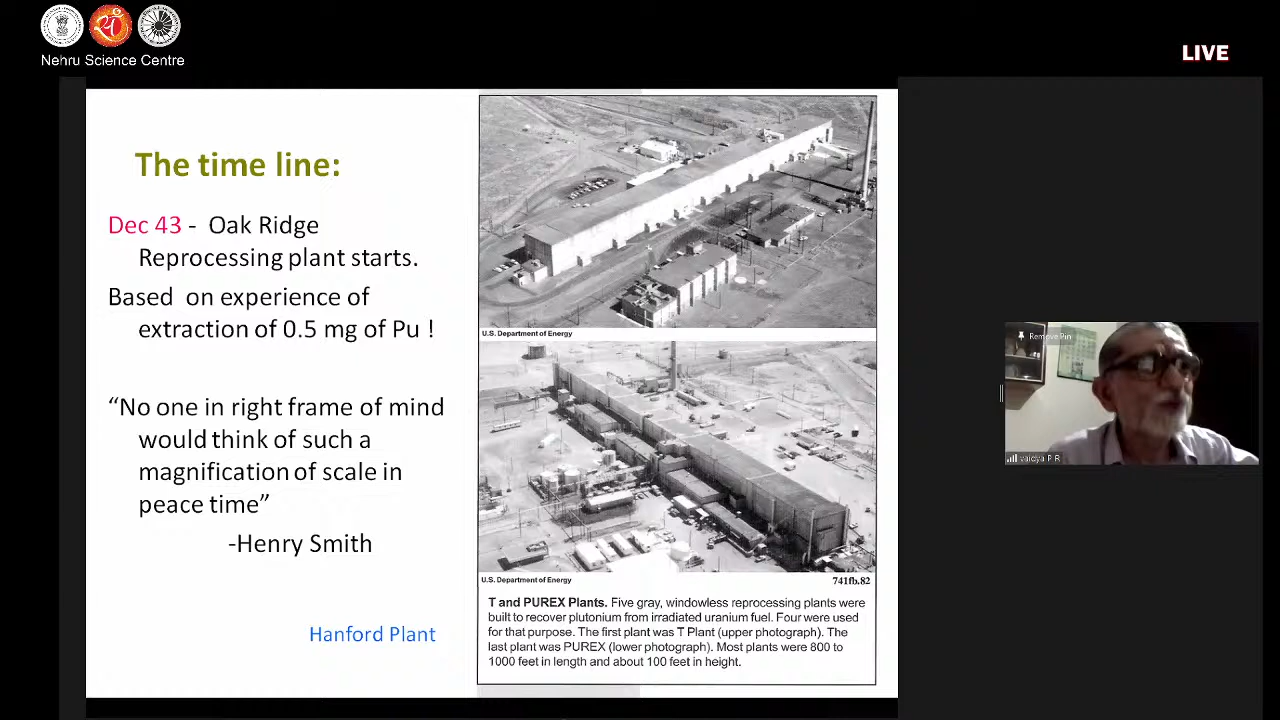 Nehru Science Centre
LIVE
The time line:
Dec 43 - Oak Ridge
Reprocessing plant starts.
Based on experience of
extraction of 0.5 mg of Pu !
“No one in right frame of mind
would think of such a
magnification of scale in
peace time”
-Henry Smith
Hanford Plant
U.S. Department of Energy
U.S. Department of Energy 741fb.82
T and PUREX Plants. Five gray, windowless reprocessing plants were
built to recover plutonium from irradiated uranium fuel. Four were used
for that purpose. The first plant was T Plant (upper photograph). The
last plant was PUREX (lower photograph). Most plants were 800 to
1000 feet in length and about 100 feet in height.
Remove Pin
vaidya P R